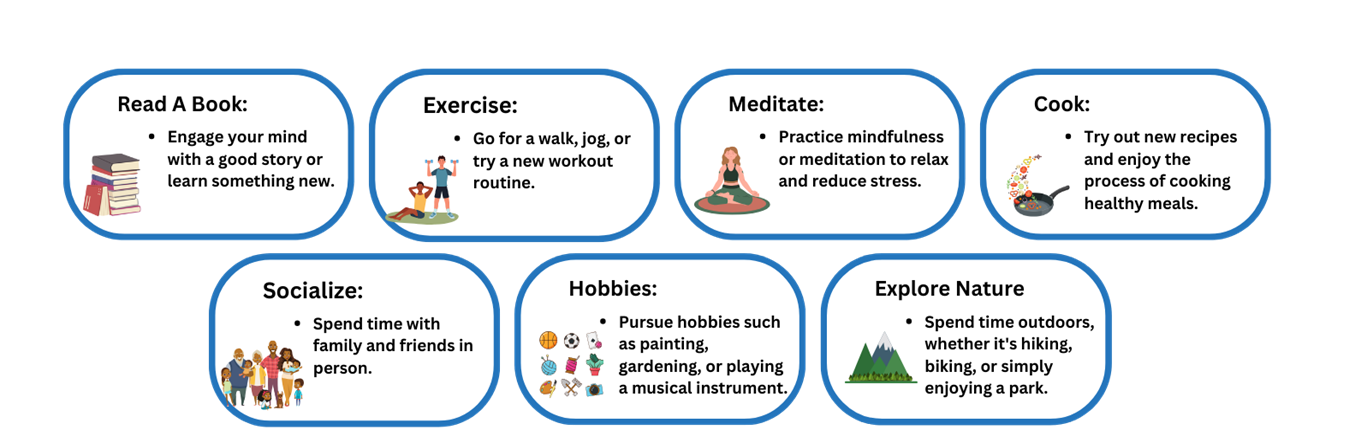 Read A Book:
• Engage your mind
with a good story or
learn something new.
Exercise:
• Go for a walk, jog, or
try a new workout
routine.
Meditate:
• Practice mindfulness
or meditation to relax
and reduce stress.
Cook:
• Try out new recipes
and enjoy the
process of cooking
healthy meals.
Socialize:
• Spend time with
family and friends in
person.
Hobbies:
• Pursue hobbies such
as painting,
gardening, or playing
a musical instrument.
Explore Nature
• Spend time outdoors,
whether it's hiking,
biking, or simply
enjoying a park.